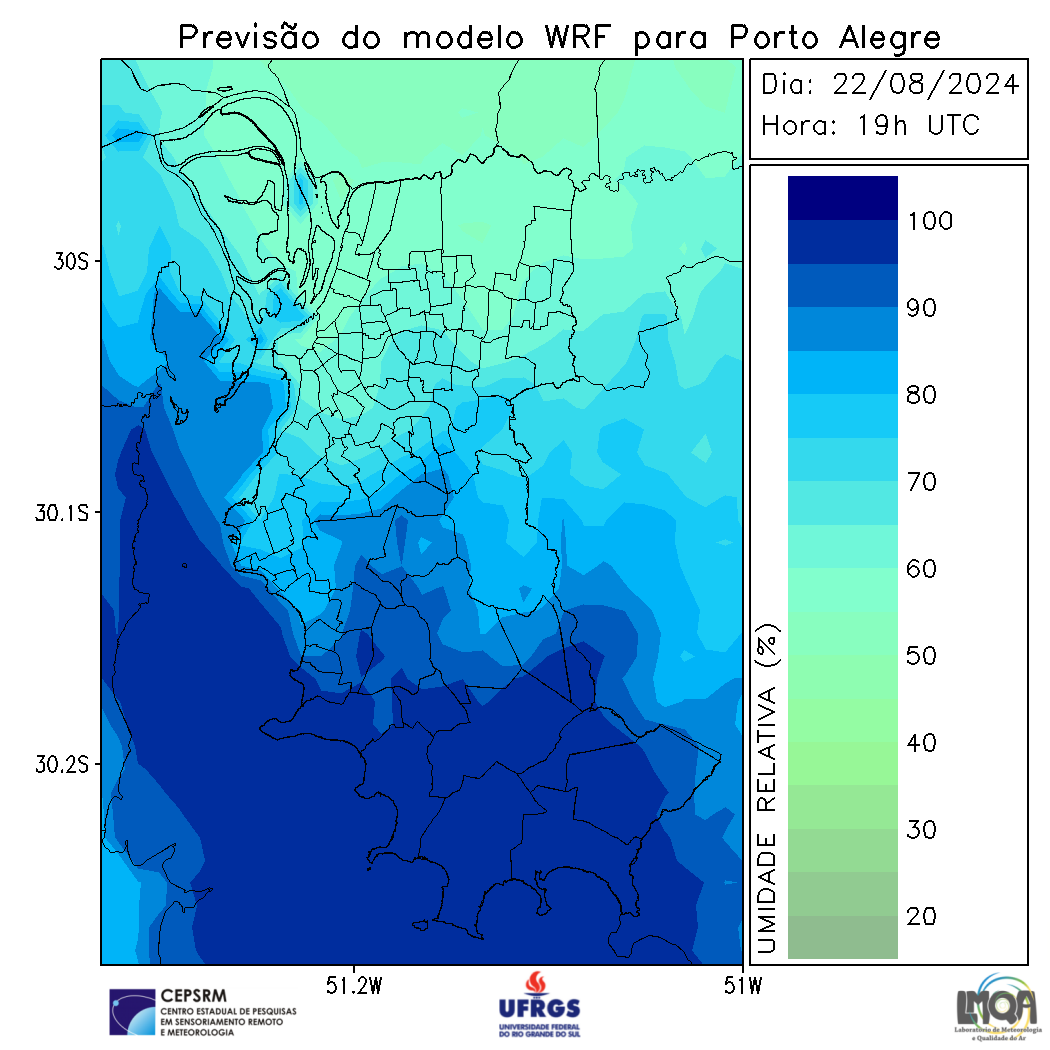 Previsão do modelo WRF para Porto Alegre
Dia: 22/08/2024
Hora: 19h UTC
30S
30.1S
30.2S
51.2W
51W
UMIDADE RELATIVA (%)
100
90
80
70
60
50
40
30
20
CEPSRM
CENTRO ESTADUAL DE PESQUISAS
EM SENSORIAMENTO REMOTO
E METEOROLOGIA
UFRGS
UNIVERSIDADE FEDERAL
DO RIO GRANDE DO SUL
LMQA
Laboratório de Meteorologia
e Qualidade do Ar